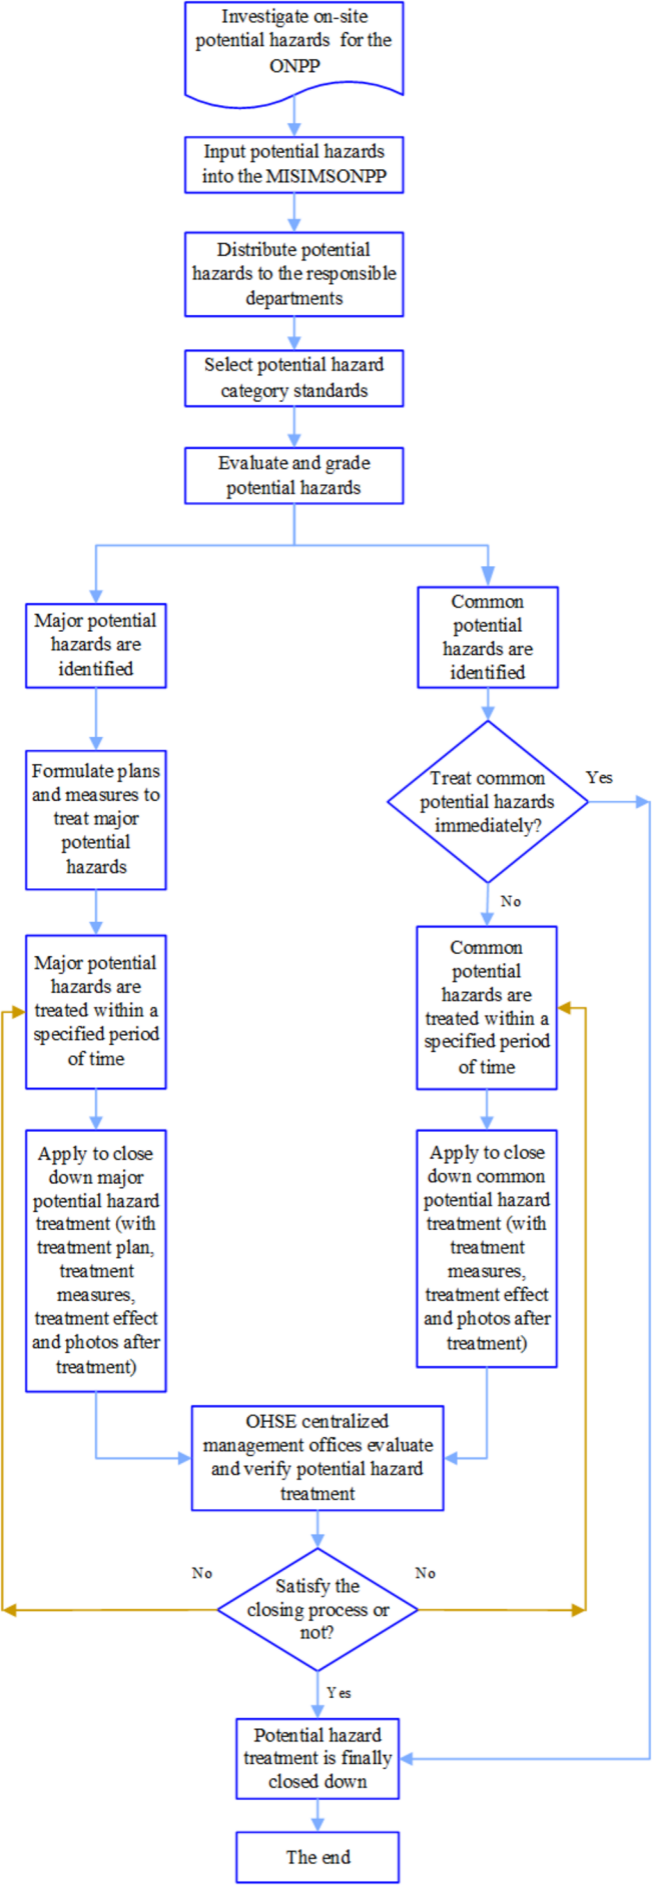 Investigate on-site
potential hazards for the
ONPP
Input potential hazards
into the MISIMSONPP
Distribute potential
hazards to the responsible
departments
Select potential hazard
category standards
Evaluate and grade
potential hazards
Major potential
hazards are
identified
Common
potential
hazards are
identified
Formulate plans
and measures to
treat major
potential
hazards
Treat common
potential hazards
immediately?
Yes
No
Major potential
hazards are
treated within a
specified period
of time
Common
potential
hazards are
treated within a
specified period
of time
Apply to close
down major
potential hazard
treatment (with
treatment plan,
treatment
measures,
treatment effect
and photos after
treatment)
Apply to close
down common
potential hazard
treatment (with
treatment
measures,
treatment effect
and photos after
treatment)
OHSE centralized
management offices evaluate
and verify potential hazard
treatment
No
No
Satisfy the
closing process or
not?
Yes
Potential hazard
treatment is finally
closed down
The end